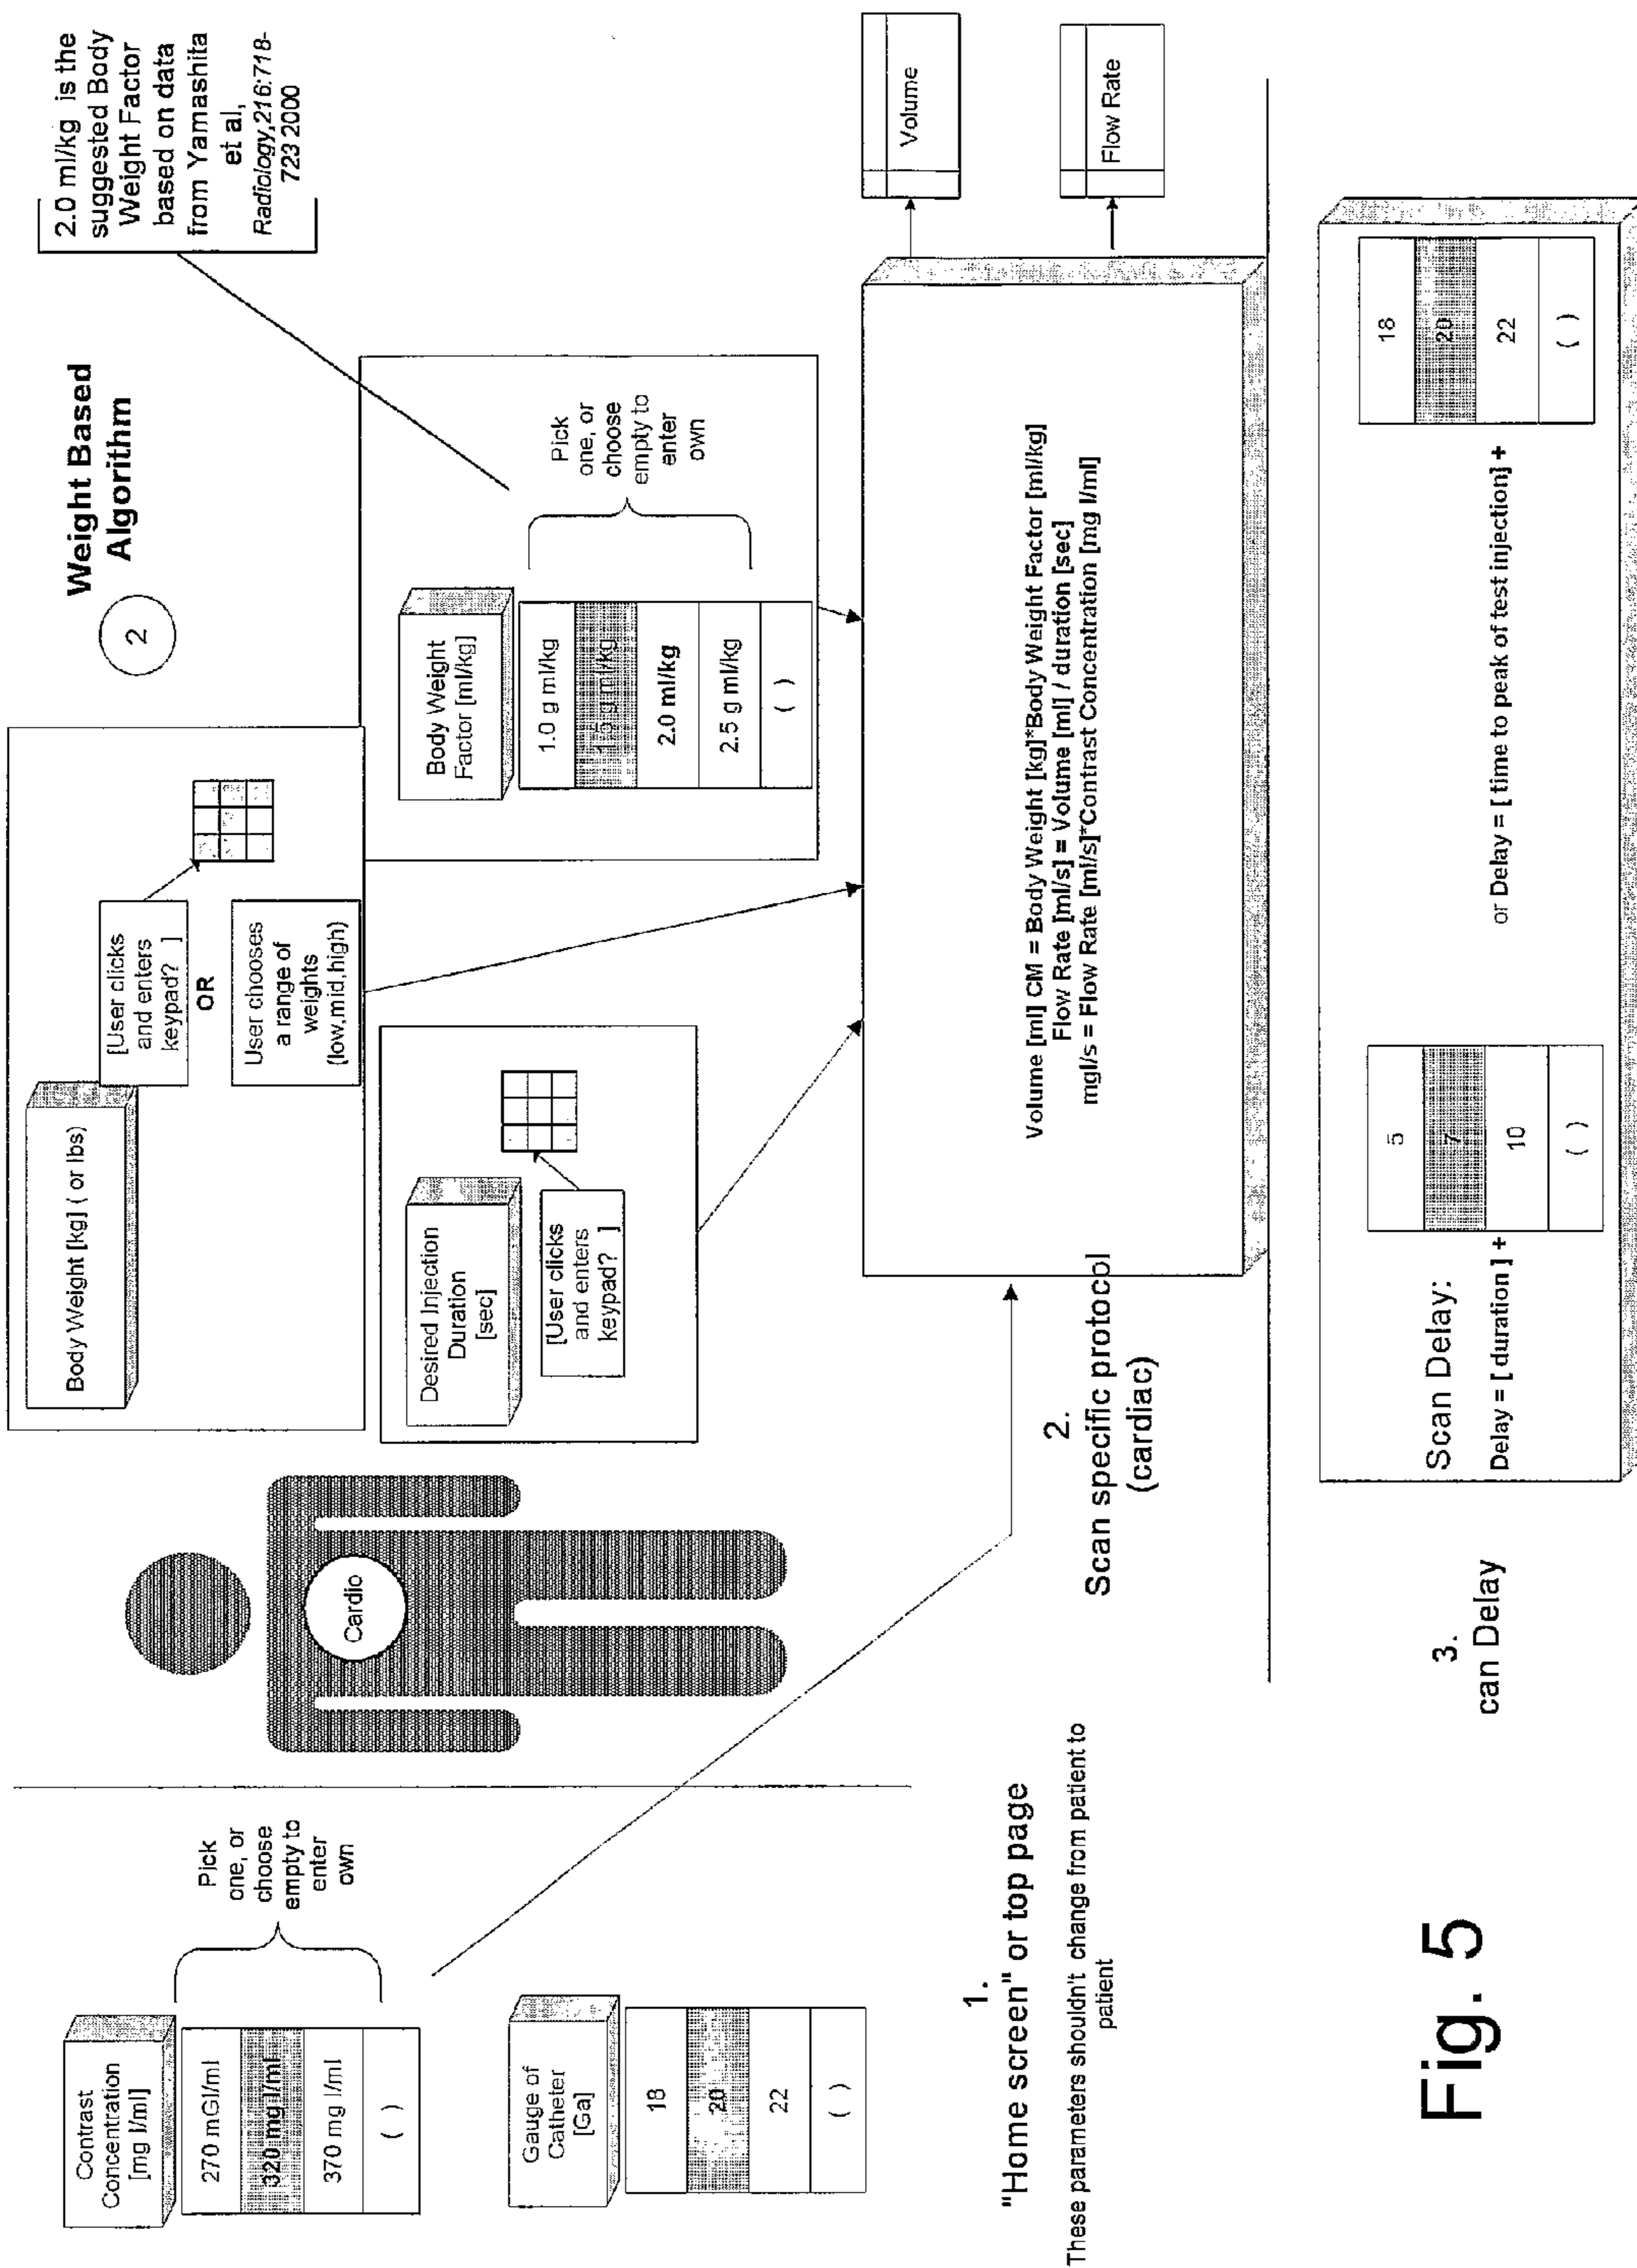 Weight Based
Algorithm
2
2.0 ml/kg is the
suggested Body
Weight Factor
based on data
from Yamashita
et al,
Radiology,216:718-
723 2000
Contrast
Concentration
[mg I/ml]
270 mGI/ml
320 mg I/ml
370 mg I/ml
( )
Pick
one, or
choose
empty to
enter
own
Gauge of
Catheter
[Ga]
18
20
22
( )
1.
"Home screen" or top page
These parameters shouldn't change from patient to
patient
Cardio
Body Weight [kg] ( or lbs)
[User clicks
and enters
keypad? ]
OR
User chooses
a range of
weights
(low,mid,high)
Desired Injection
Duration
[sec]
[User clicks
and enters
keypad? ]
Body Weight
Factor [ml/kg]
1.0 g ml/kg
1.5 g ml/kg
2.0 ml/kg
2.5 g ml/kg
( )
Pick
one, or
choose
empty to
enter
own
Volume [ml] CM = Body Weight [kg]*Body Weight Factor [ml/kg]
Flow Rate [ml/s] = Volume [ml] / duration [sec]
mgI/s = Flow Rate [ml/s]*Contrast Concentration [mg I/ml]
Volume
Flow Rate
2.
Scan specific protocol
(cardiac)
3.
can Delay
Scan Delay:
Delay = [ duration ] +
5
7
10
( )
or Delay = [ time to peak of test injection] +
18
20
22
( )
Fig. 5